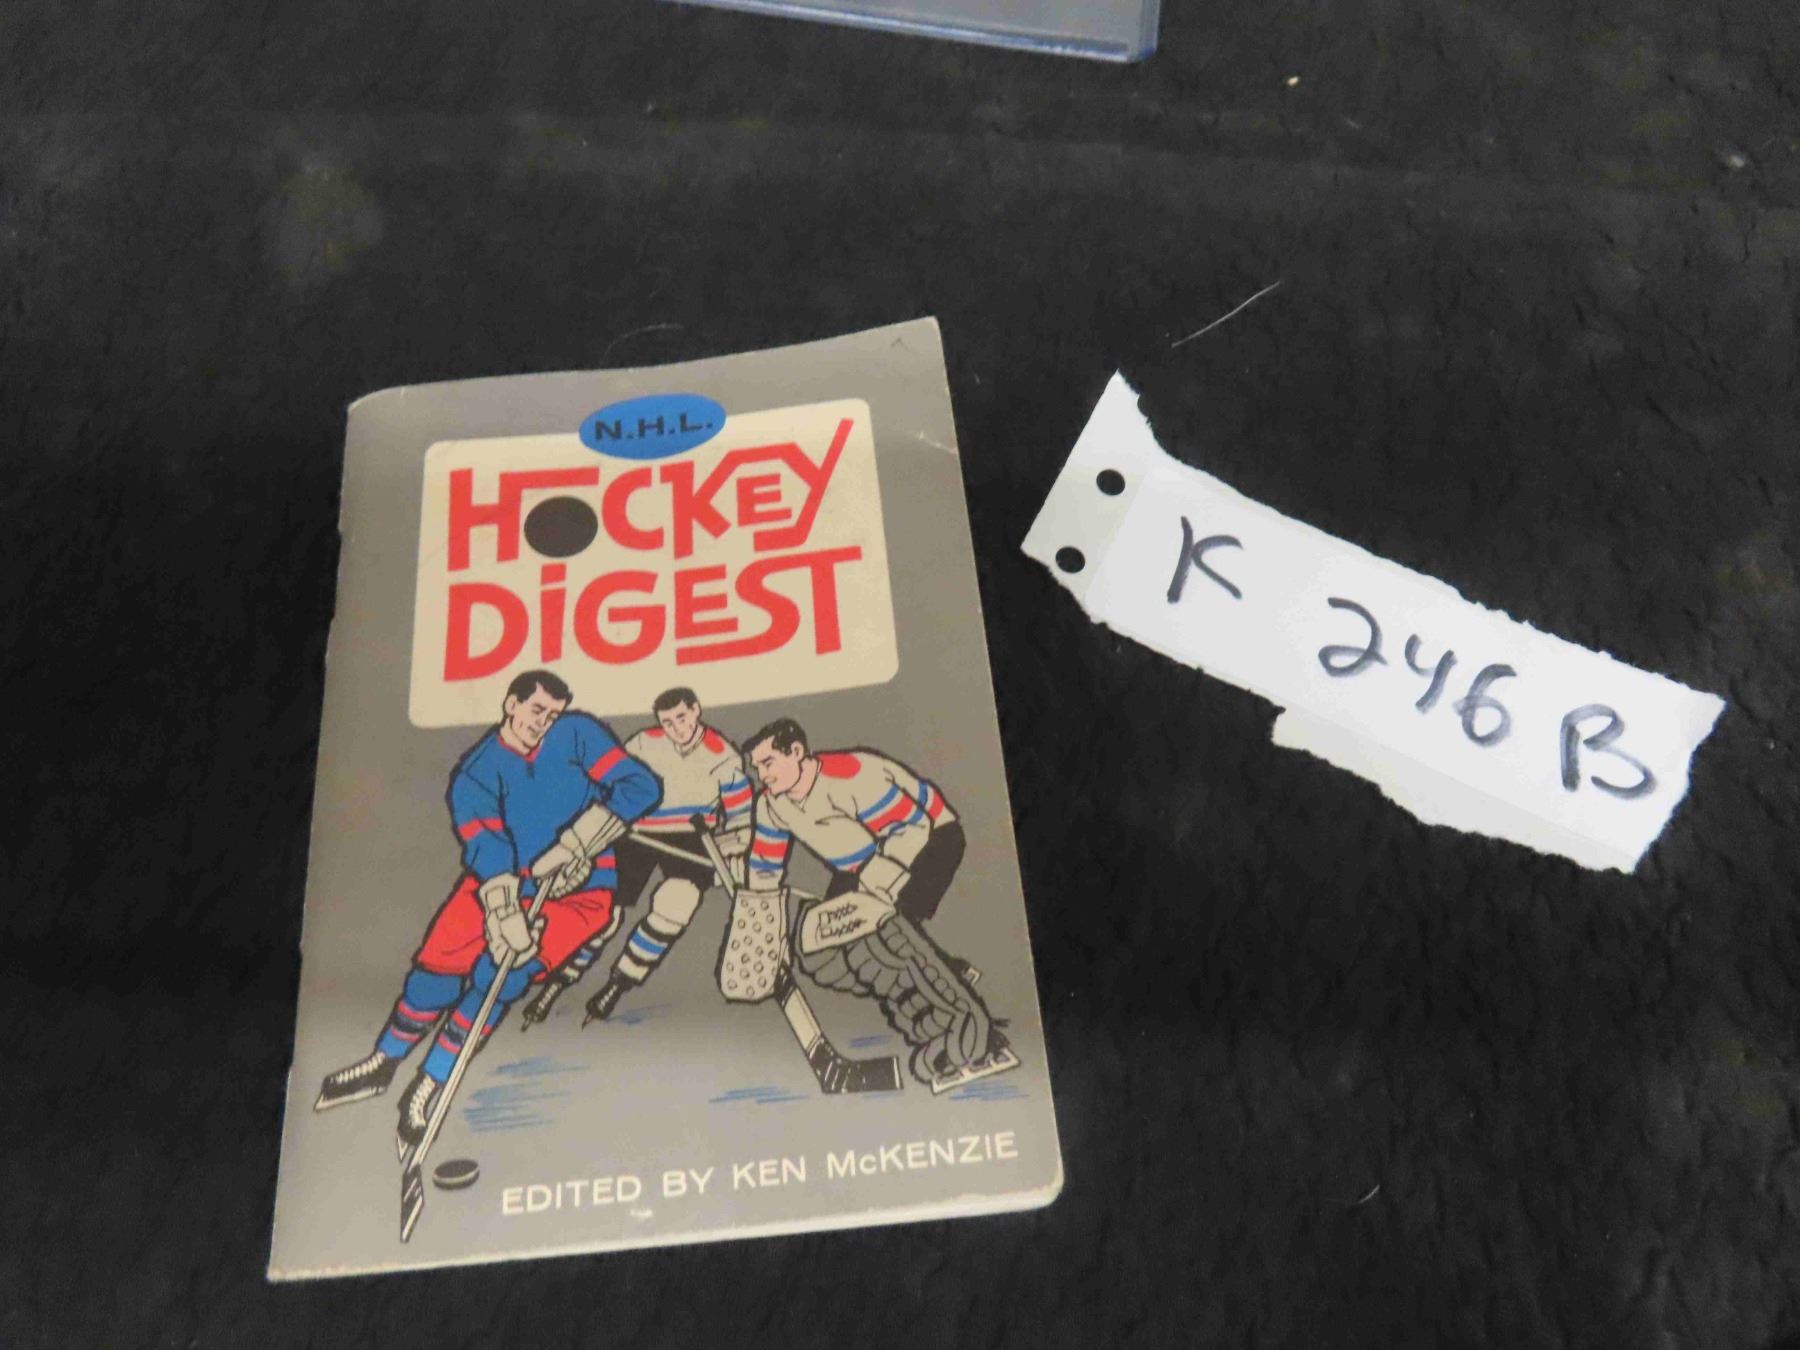 N.H.L.
HOCKEY
DiGEST
EDITED BY KEN McKENZIE
K 246 B